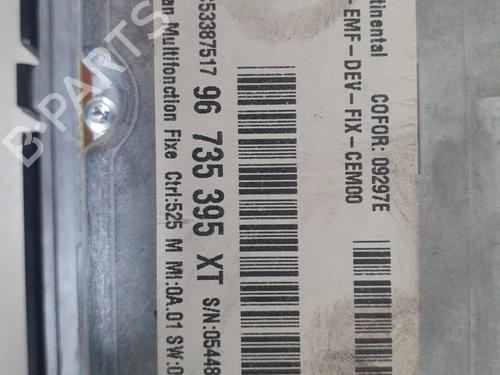 ntinental
COFOR: 09297E
-EMF-DEV-FIX-CEM00
C53387517
96 735 395 XT S/N:05448
an Multifonction Fixe Ctrl:525 M MI:0A.01 SW:0
B-PARTS